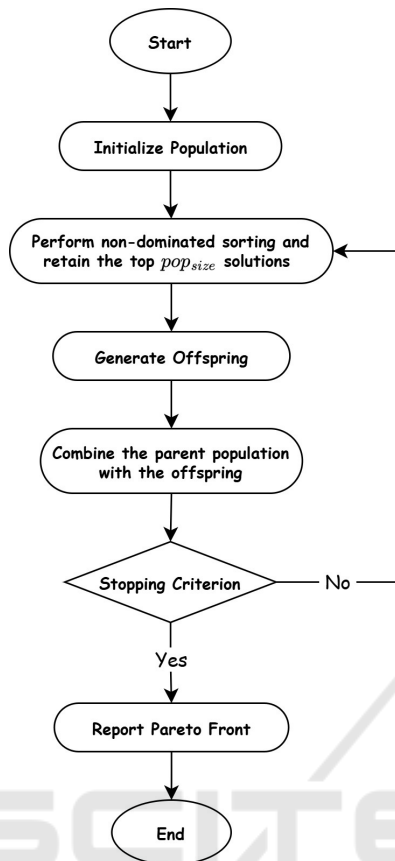 Start
Initialize Population
Perform non-dominated sorting and
retain the top pop_size solutions
Generate Offspring
Combine the parent population
with the offspring
Stopping Criterion
No
Yes
Report Pareto Front
SCITE
End